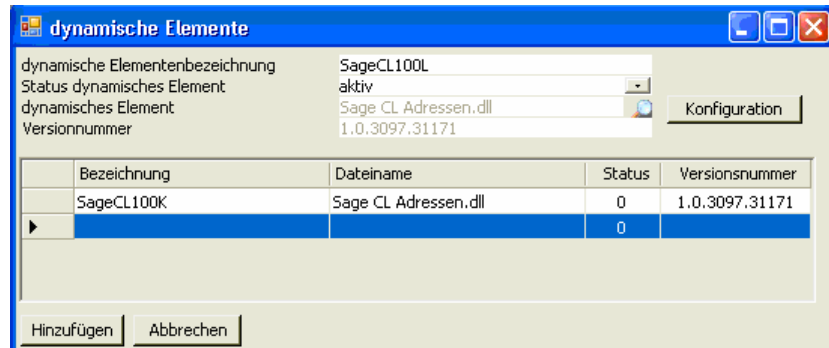 dynamische Elemente
dynamische Elementenbezeichnung SageCL100L
Status dynamisches Element aktiv
dynamisches Element Sage CL Adressen.dll Konfiguration
Versionnummer 1.0.3097.31171
Bezeichnung Dateiname Status Versionsnummer
SageCL100K Sage CL Adressen.dll 0 1.0.3097.31171
0
Hinzufügen Abbrechen